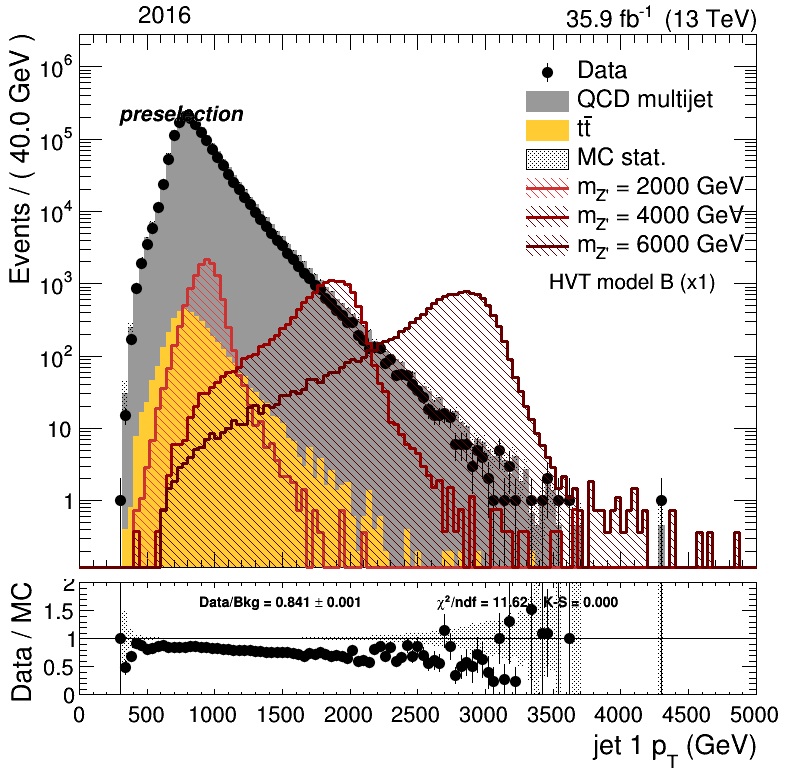 2016
35.9 fb⁻¹ (13 TeV)
Events / ( 40.0 GeV )
10⁶
10⁵
10⁴
10³
10²
10
1
preselection
Data
QCD multijet
tt̄
MC stat.
m_Z' = 2000 GeV
m_Z' = 4000 GeV
m_Z' = 6000 GeV
HVT model B (x1)
Data / MC
2
1.5
1
0.5
0
Data/Bkg = 0.841 ± 0.001
χ²/ndf = 11.62
K-S = 0.000
0 500 1000 1500 2000 2500 3000 3500 4000 4500 5000
jet 1 p_T (GeV)